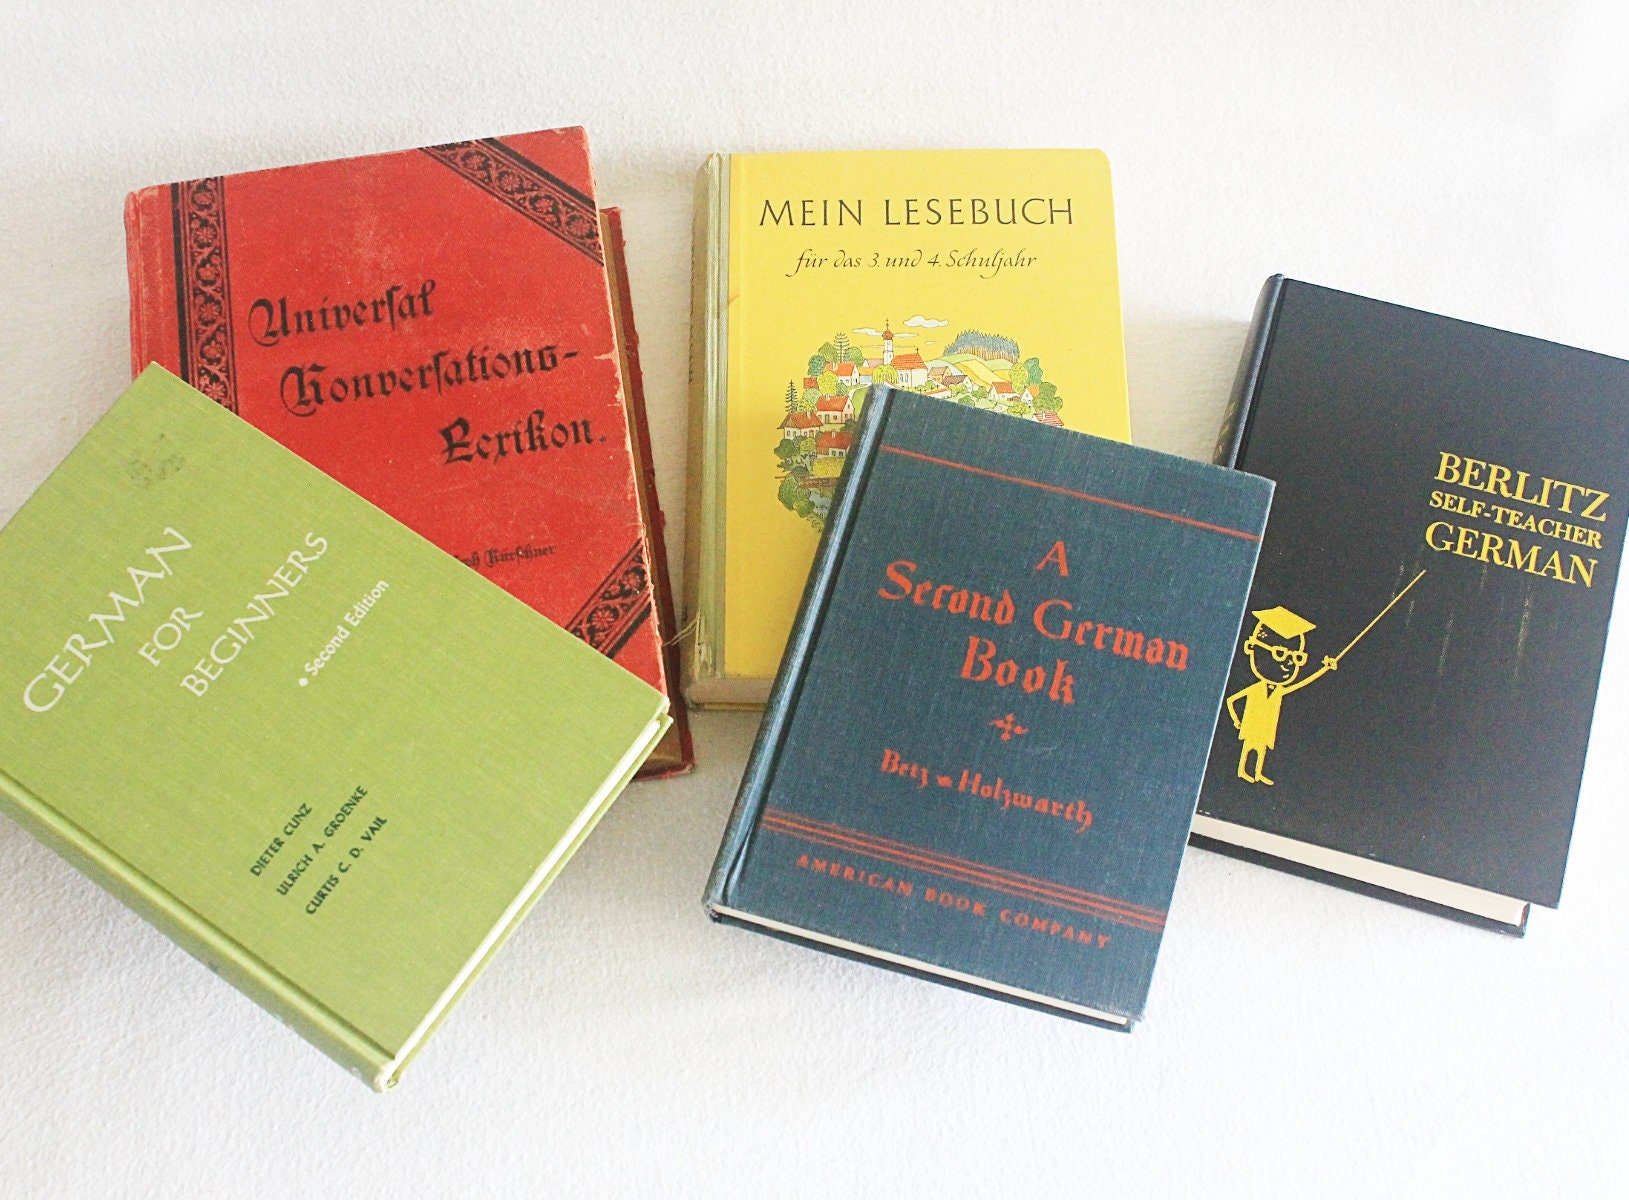 Universal
Konversations-
Lexikon.
Kürschner
MEIN LESEBUCH
für das 3. und 4. Schuljahr
GERMAN
FOR
BEGINNERS
• Second Edition
DIETER CUNZ
ULRICH A. GROENKE
CURTIS C. D. VAIL
A
Second German
Book
Betz - Holzwarth
AMERICAN BOOK COMPANY
BERLITZ
SELF-TEACHER
GERMAN